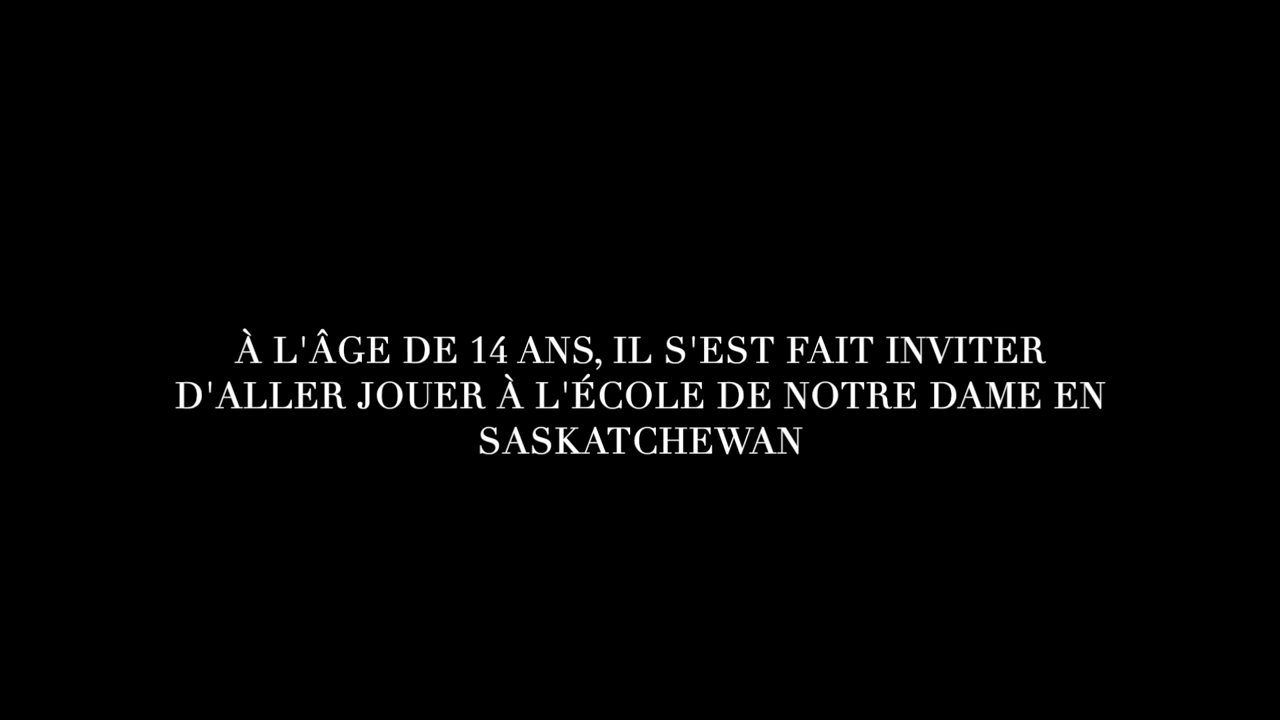 À L'ÂGE DE 14 ANS, IL S'EST FAIT INVITER
D'ALLER JOUER À L'ÉCOLE DE NOTRE DAME EN
SASKATCHEWAN